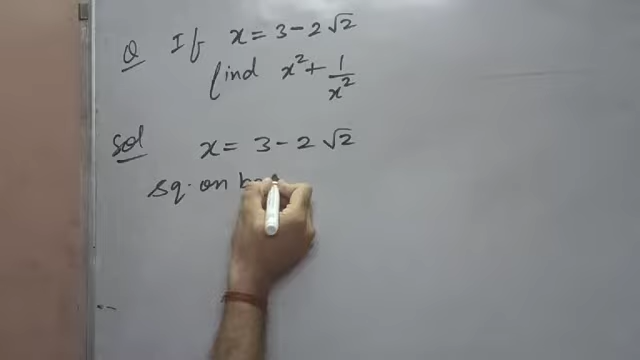 Q If x = 3 - 2√2
find x² + 1/x²
Sol x = 3 - 2√2
sq. on